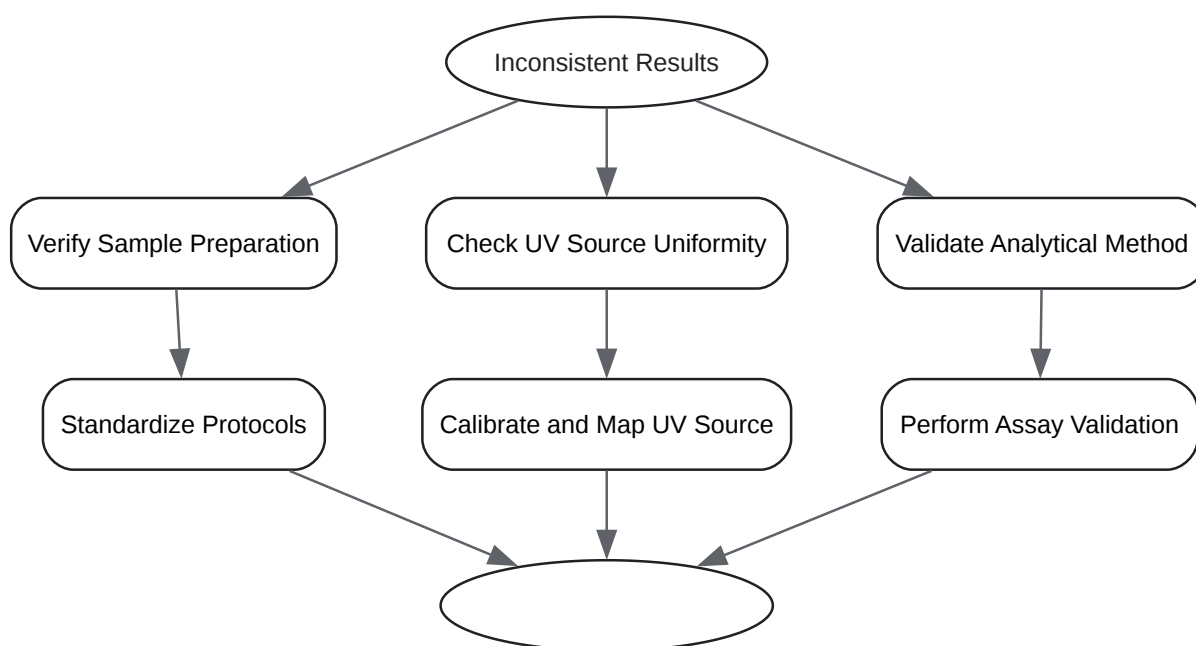 Inconsistent Results
Verify Sample Preparation
Check UV Source Uniformity
Validate Analytical Method
Standardize Protocols
Calibrate and Map UV Source
Perform Assay Validation